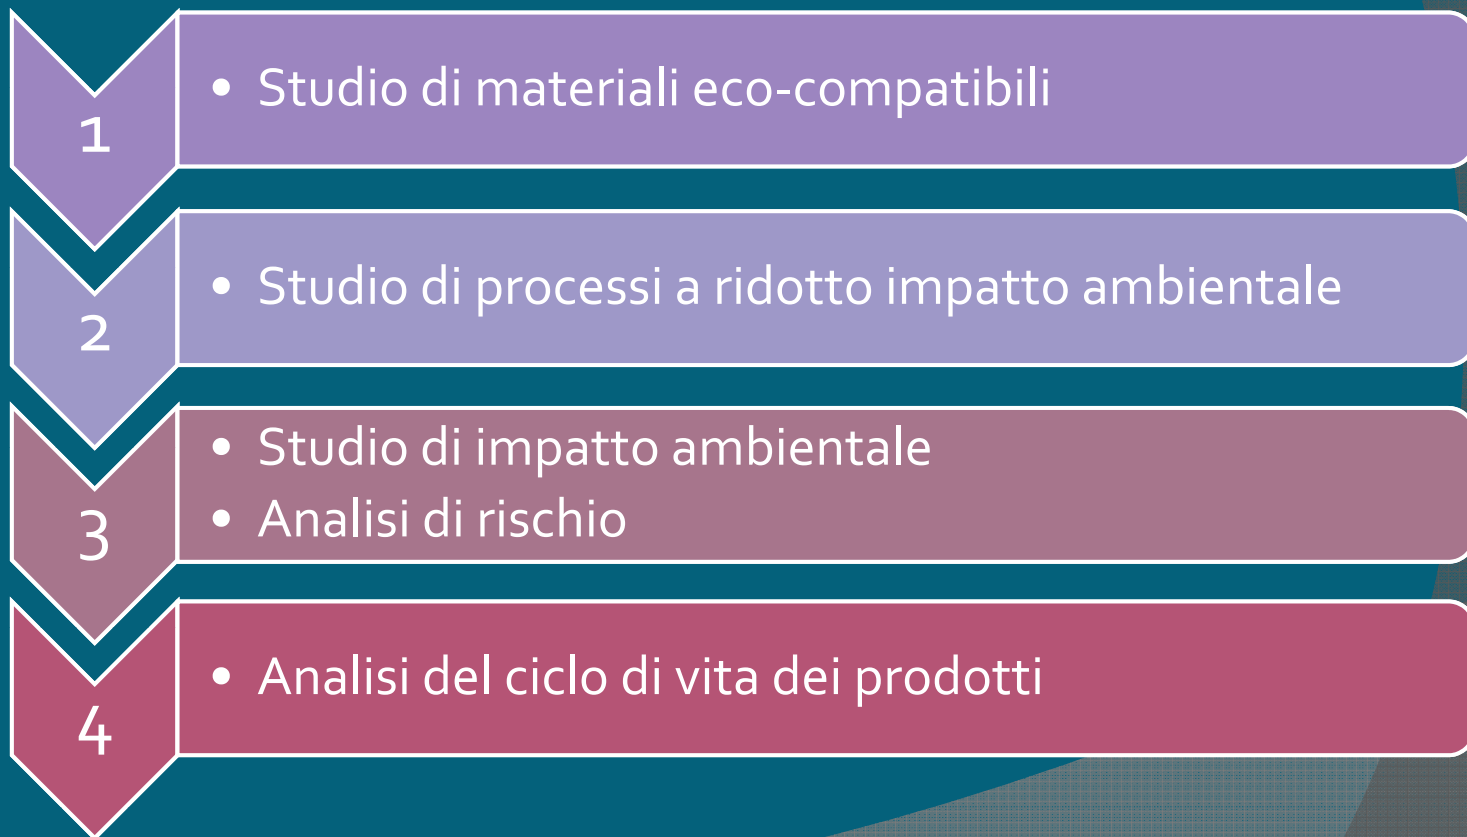 1
• Studio di materiali eco-compatibili
2
• Studio di processi a ridotto impatto ambientale
3
• Studio di impatto ambientale
• Analisi di rischio
4
• Analisi del ciclo di vita dei prodotti